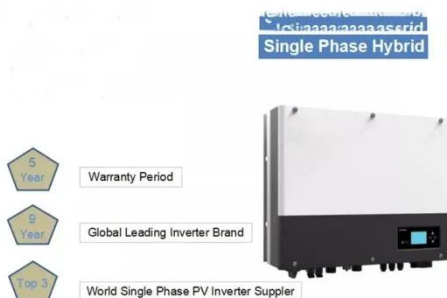 Single Phase Hybrid
5
Year
Warranty Period
9
Year
Global Leading Inverter Brand
Top 3
World Single Phase PV Inverter Suppler